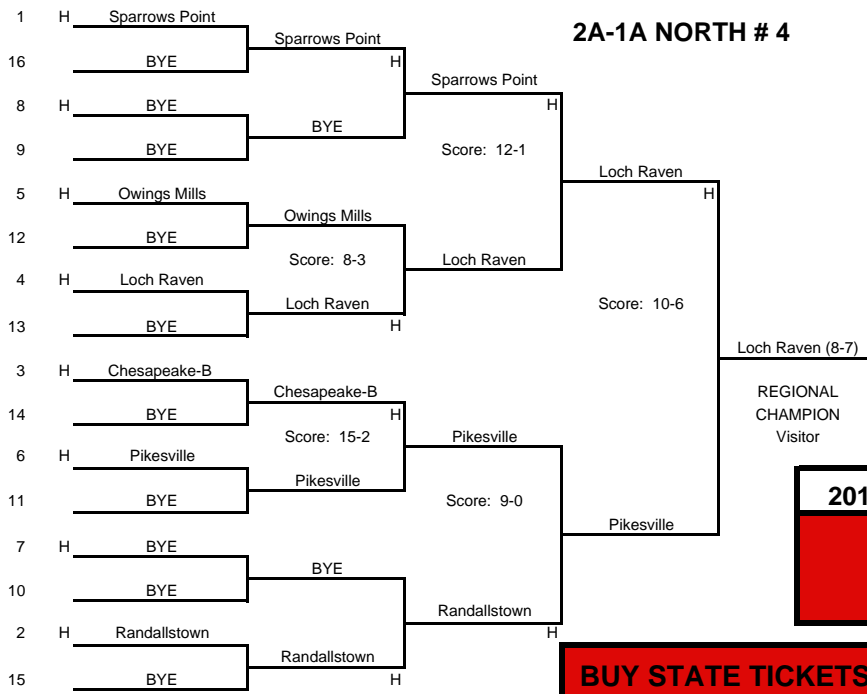 2A-1A NORTH # 4
1 H Sparrows Point
16 BYE
8 H BYE
9 BYE
5 H Owings Mills
12 BYE
4 H Loch Raven
13 BYE
3 H Chesapeake-B
14 BYE
6 H Pikesville
11 BYE
7 H BYE
10 BYE
2 H Randallstown
15 BYE
Sparrows Point
H
BYE
Owings Mills
Score: 8-3
Loch Raven
H
Chesapeake-B
H
Score: 15-2
Pikesville
BYE
Randallstown
H
Sparrows Point
H
Score: 12-1
Loch Raven
Pikesville
Score: 9-0
Randallstown
H
Loch Raven
H
Score: 10-6
Pikesville
Loch Raven (8-7)
REGIONAL
CHAMPION
Visitor
201
BUY STATE TICKETS